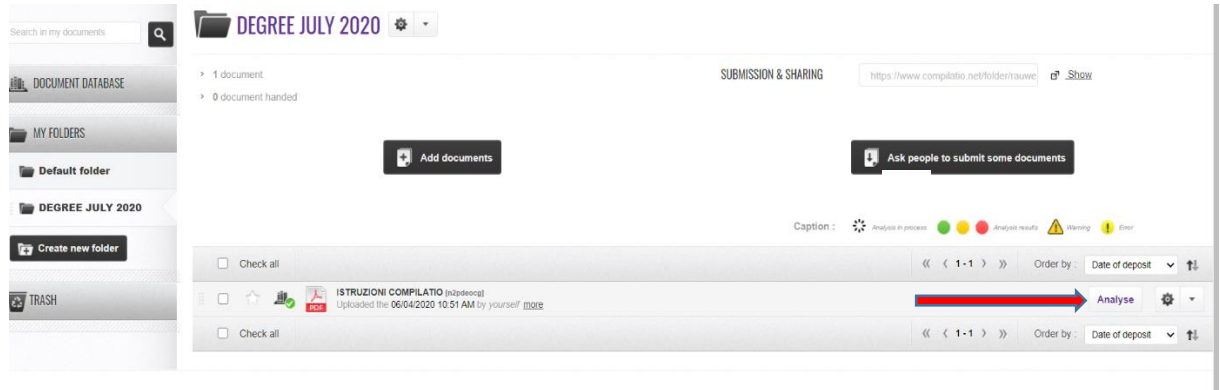 Search in my documents
DEGREE JULY 2020
DOCUMENT DATABASE
› 1 document
› 0 document handed
SUBMISSION & SHARING
https://www.compilatio.net/folder/rauwe
Show
MY FOLDERS
Default folder
DEGREE JULY 2020
Create new folder
TRASH
Add documents
Ask people to submit some documents
Caption : Analysis in process Analysis results Warning Error
Check all
⟨⟨ ⟨ 1-1 ⟩ ⟩⟩ Order by : Date of deposit
PDF
ISTRUZIONI COMPILATIO [n2pdeocg]
Uploaded the 06/04/2020 10:51 AM by yourself more
Analyse
Check all
⟨⟨ ⟨ 1-1 ⟩ ⟩⟩ Order by : Date of deposit